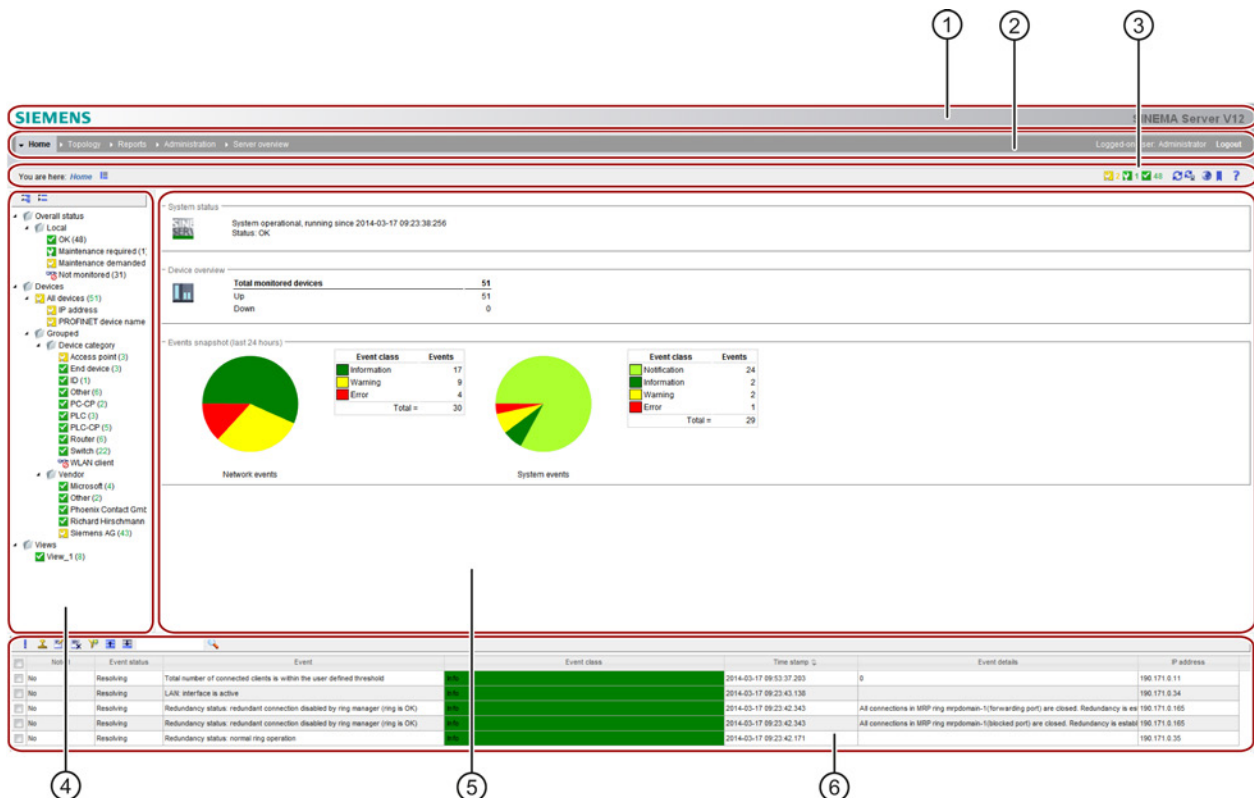 1
2
3
SIEMENS
SINEMA Server V12
Home Topology Reports Administration Server overview
Logged-on user: Administrator Logout
You are here: Home
1 48 ?
Overall status
Local
OK (48)
Maintenance required (1)
Maintenance demanded
Not monitored (31)
Devices
All devices (51)
IP address
PROFINET device name
Grouped
Device category
Access point (3)
End device (3)
ID (1)
Other (6)
PC-CP (2)
PLC (3)
PLC-CP (5)
Router (6)
Switch (22)
WLAN client
Vendor
Microsoft (4)
Other (2)
Phoenix Contact Gmb
Richard Hirschmann
Siemens AG (43)
Views
View_1 (8)
System status
System operational, running since 2014-03-17 09:23:38:256
Status: OK
Device overview
Total monitored devices 51
Up 51
Down 0
Events snapshot (last 24 hours)
Event class Events
Information 17
Warning 9
Error 4
Total = 30
Network events
Event class Events
Notification 24
Information 2
Warning 2
Error 1
Total = 29
System events
Event status Event Event class Time stamp Event details IP address
No Resolving Total number of connected clients is within the user defined threshold Info 2014-03-17 09:53:37.203 0 190.171.0.11
No Resolving LAN: interface is active Info 2014-03-17 09:23:43.138 190.171.0.34
No Resolving Redundancy status: redundant connection disabled by ring manager (ring is OK) Info 2014-03-17 09:23:42.343 All connections in MRP ring mrpdomain-1(forwarding port) are closed. Redundancy is es 190.171.0.165
No Resolving Redundancy status: redundant connection disabled by ring manager (ring is OK) Info 2014-03-17 09:23:42.343 All connections in MRP ring mrpdomain-1(blocked port) are closed. Redundancy is establ 190.171.0.165
No Resolving Redundancy status: normal ring operation Info 2014-03-17 09:23:42.171 190.171.0.35
4
5
6